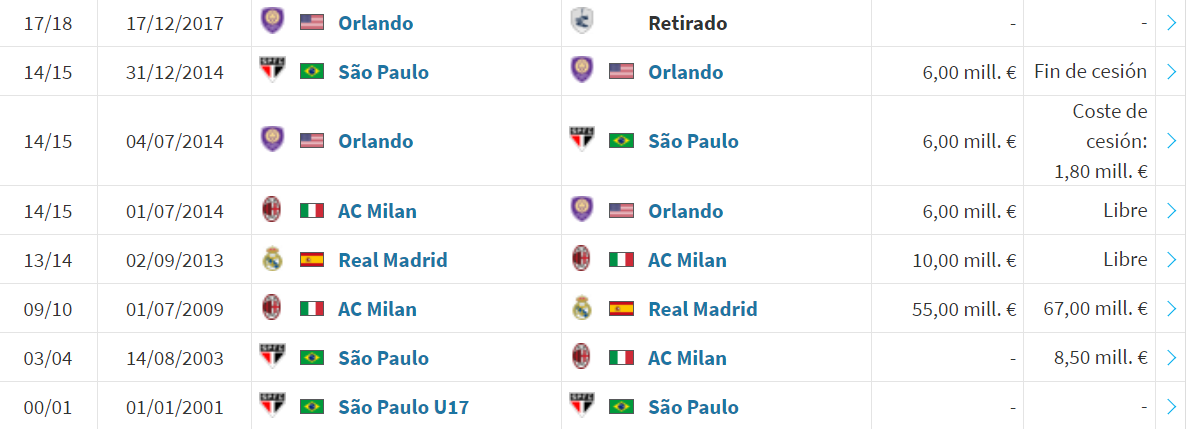 17/18 17/12/2017 Orlando Retirado - -
14/15 31/12/2014 São Paulo Orlando 6,00 mill. € Fin de cesión
14/15 04/07/2014 Orlando São Paulo 6,00 mill. € Coste de
cesión:
1,80 mill. €
14/15 01/07/2014 AC Milan Orlando 6,00 mill. € Libre
13/14 02/09/2013 Real Madrid AC Milan 10,00 mill. € Libre
09/10 01/07/2009 AC Milan Real Madrid 55,00 mill. € 67,00 mill. €
03/04 14/08/2003 São Paulo AC Milan - 8,50 mill. €
00/01 01/01/2001 São Paulo U17 São Paulo - -